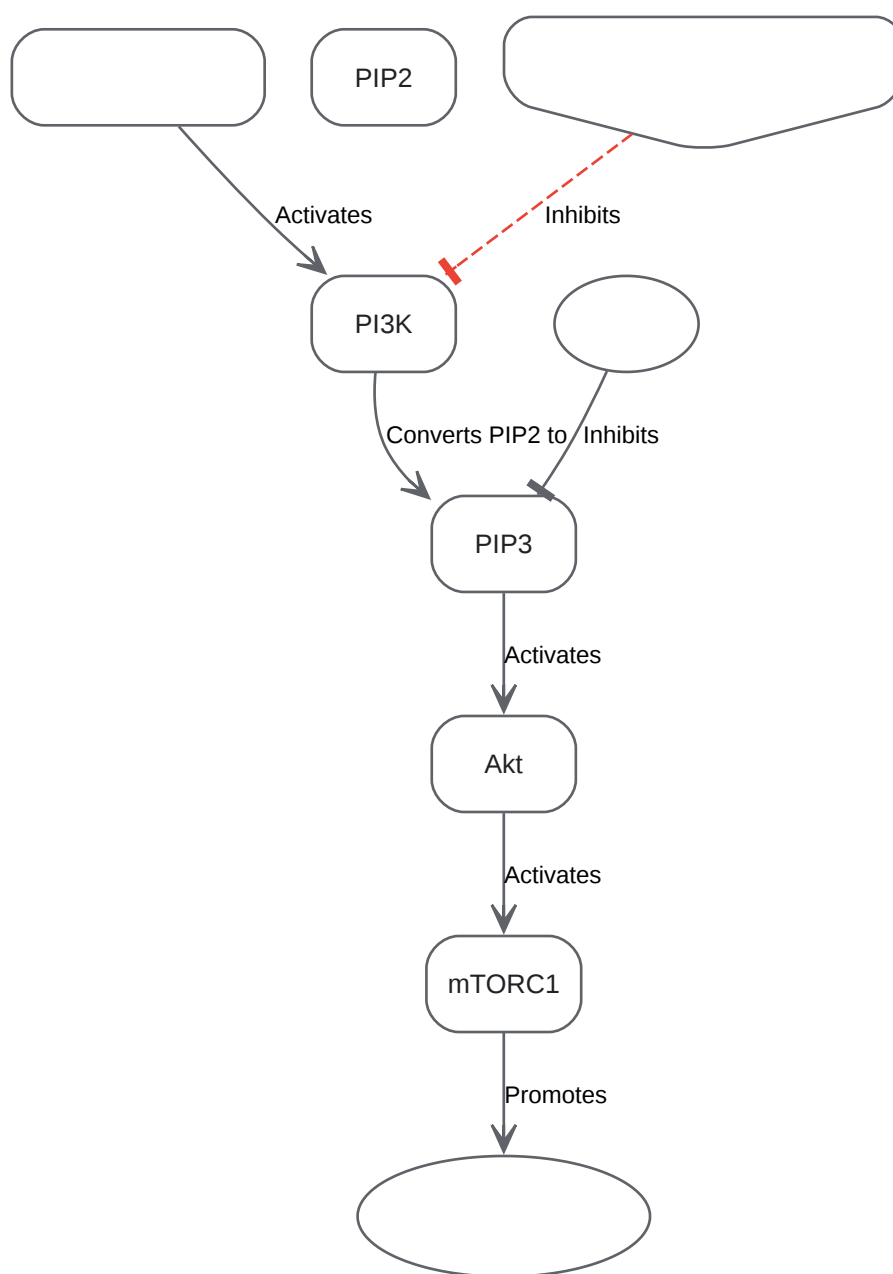 PIP2
Activates
Inhibits
PI3K
Converts PIP2 to
Inhibits
PIP3
Activates
Akt
Activates
mTORC1
Promotes